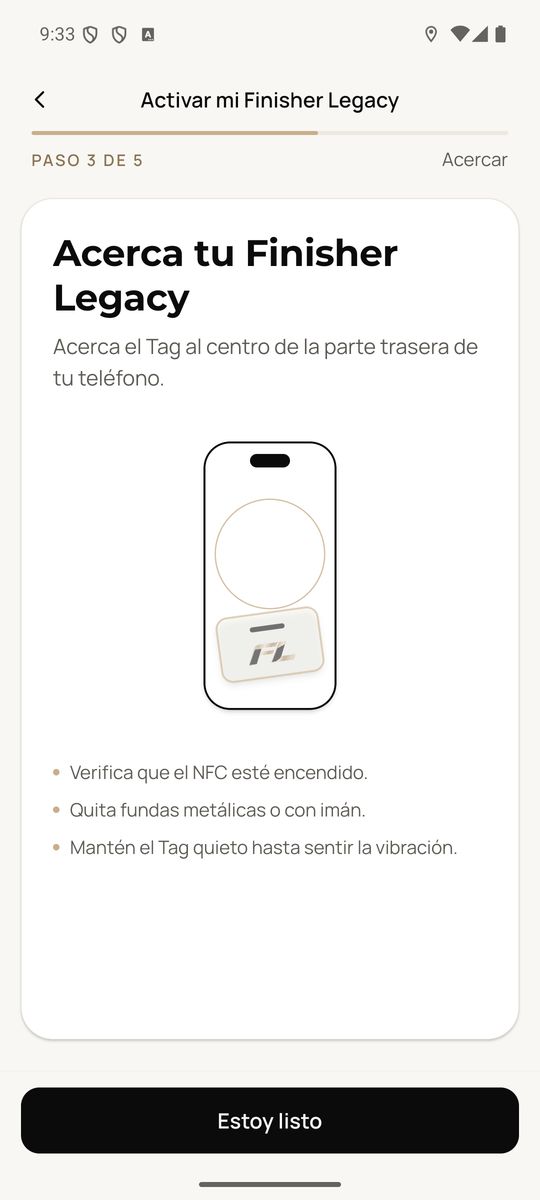 9:33
Activar mi Finisher Legacy
PASO 3 DE 5
Acercar
Acerca tu Finisher
Legacy
Acerca el Tag al centro de la parte trasera de
tu teléfono.
FL
Verifica que el NFC esté encendido.
Quita fundas metálicas o con imán.
Mantén el Tag quieto hasta sentir la vibración.
Estoy listo